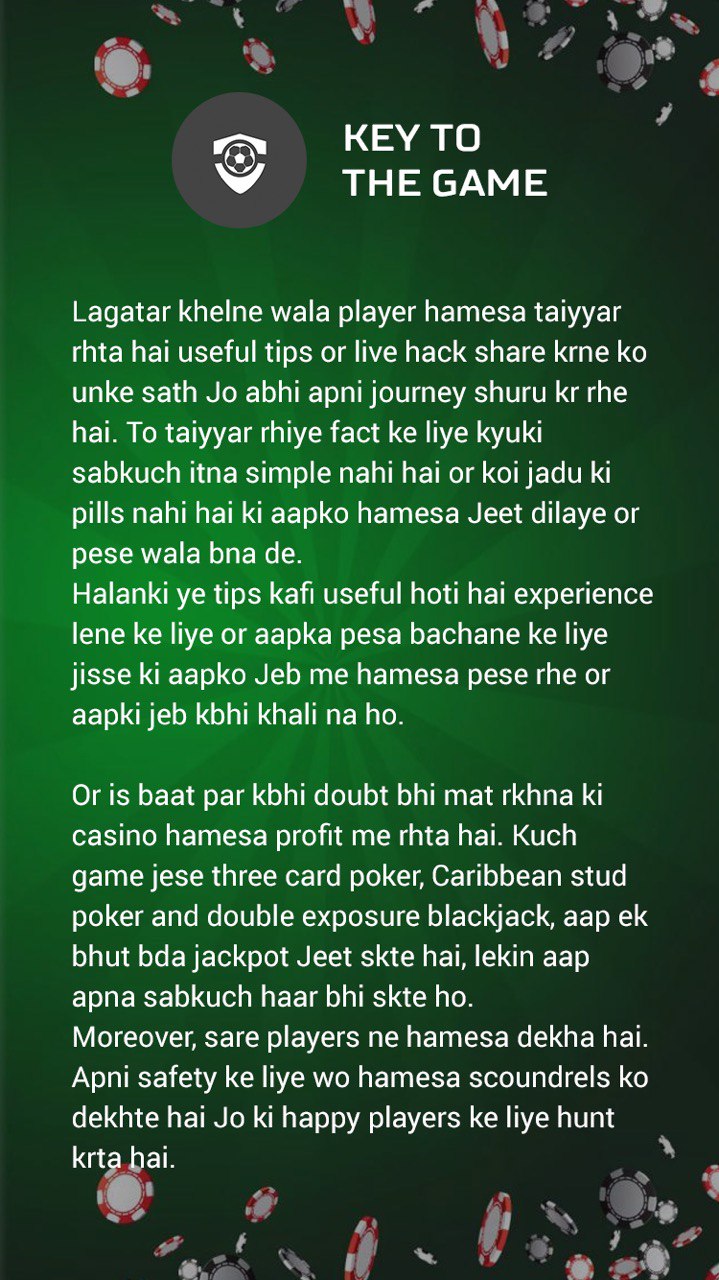 KEY TO
THE GAME
Lagatar khelne wala player hamesa taiyyar
rhta hai useful tips or live hack share krne ko
unke sath Jo abhi apni journey shuru kr rhe
hai. To taiyyar rhiye fact ke liye kyuki
sabkuch itna simple nahi hai or koi jadu ki
pills nahi hai ki aapko hamesa Jeet dilaye or
pese wala bna de.
Halanki ye tips kafi useful hoti hai experience
lene ke liye or aapka pesa bachane ke liye
jisse ki aapko Jeb me hamesa pese rhe or
aapki jeb kbhi khali na ho.
Or is baat par kbhi doubt bhi mat rkhna ki
casino hamesa profit me rhta hai. Kuch
game jese three card poker, Caribbean stud
poker and double exposure blackjack, aap ek
bhut bda jackpot Jeet skte hai, lekin aap
apna sabkuch haar bhi skte ho.
Moreover, sare players ne hamesa dekha hai.
Apni safety ke liye wo hamesa scoundrels ko
dekhte hai Jo ki happy players ke liye hunt
krta hai.